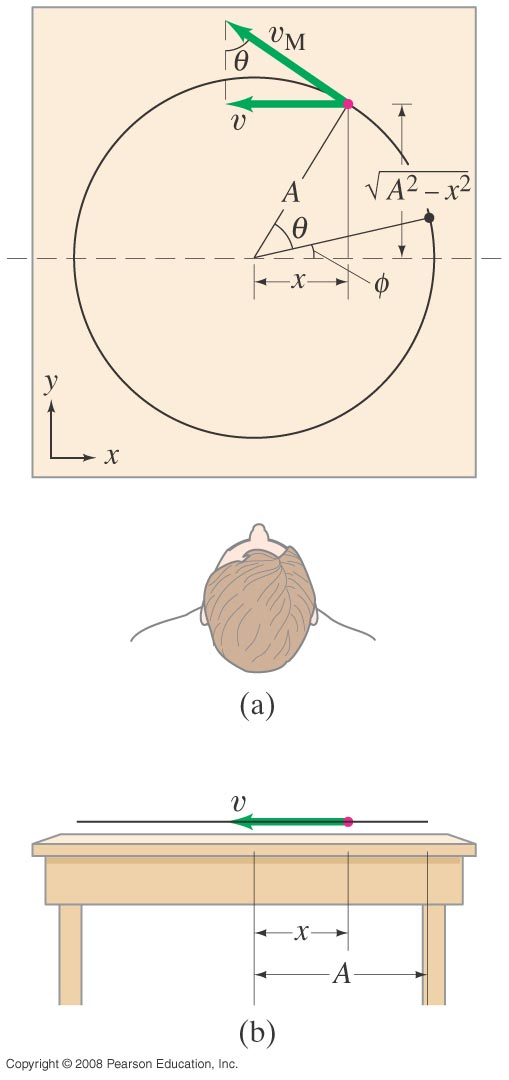 v_M
θ
v
A
√A² − x²
θ
x
ϕ
y
x
(a)
v
x
A
(b)
Copyright © 2008 Pearson Education, Inc.